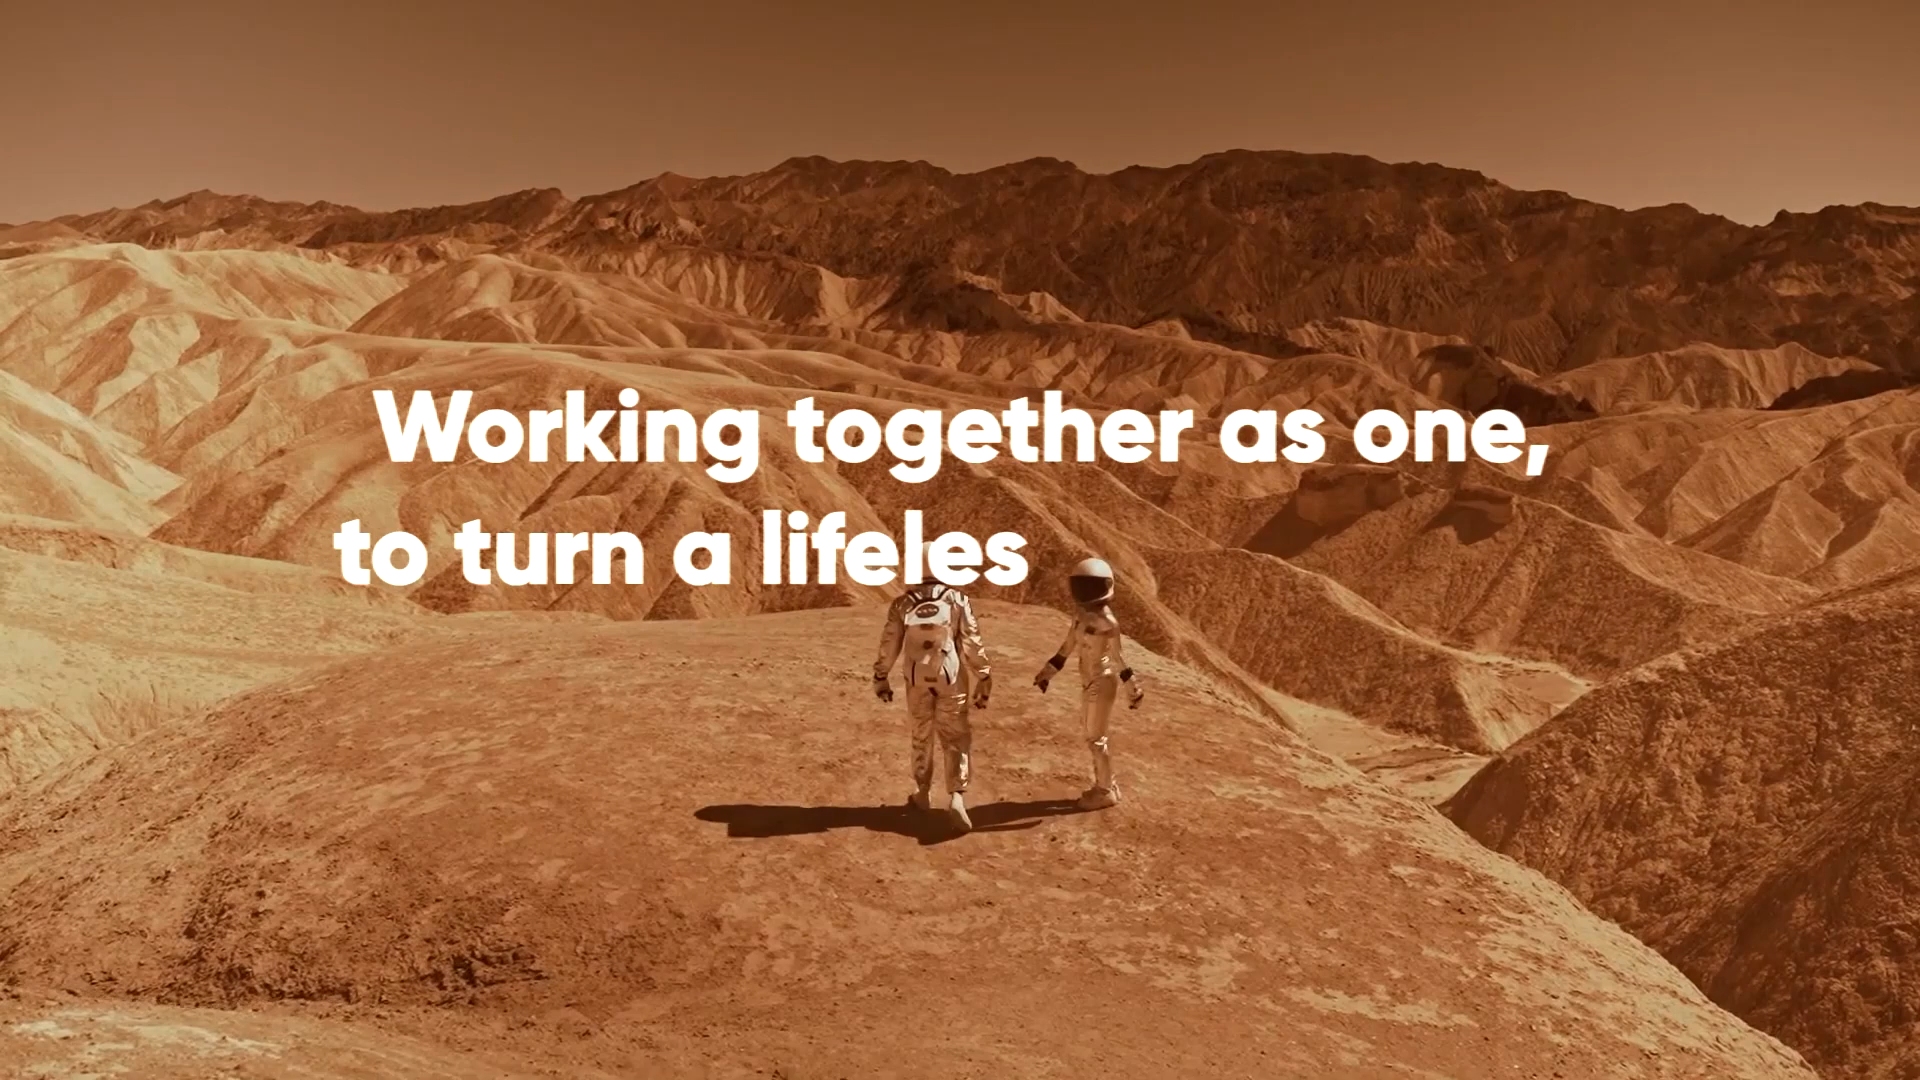 Working together as one,
to turn a lifeles